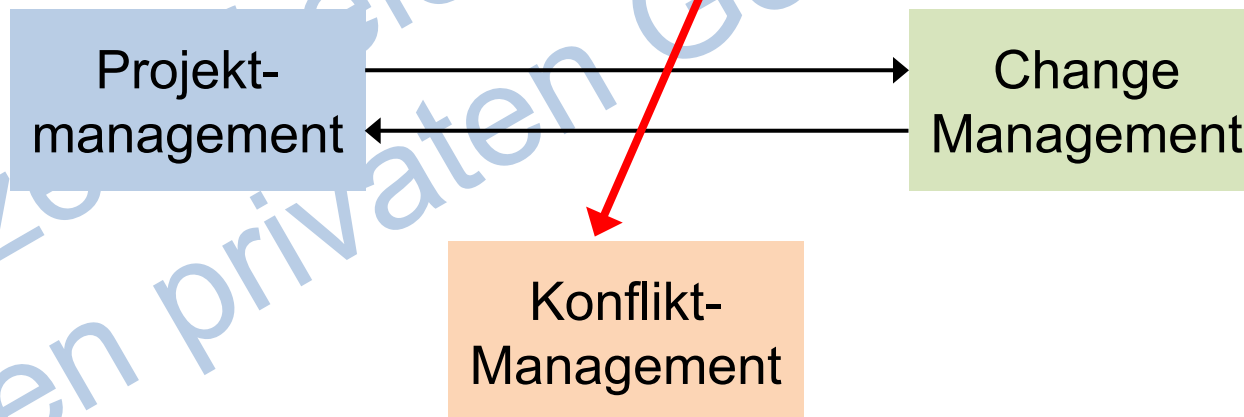 Projekt-
management
Change
Management
Konflikt-
Management
en privaten